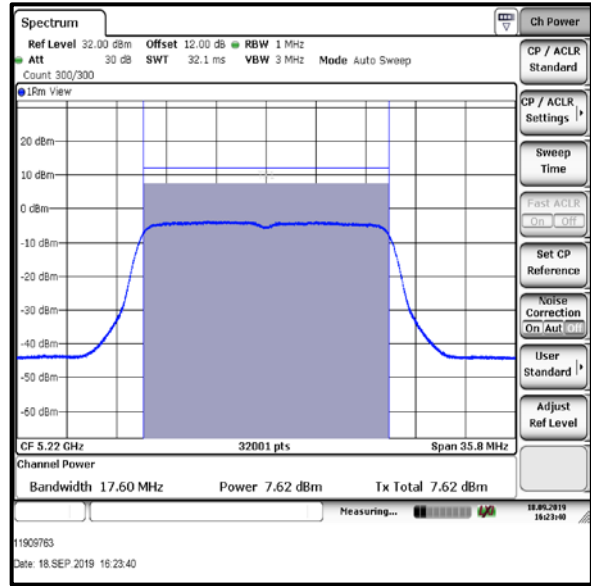 Spectrum
Ref Level 32.00 dBm Offset 12.00 dB RBW 1 MHz
Att 30 dB SWT 32.1 ms VBW 3 MHz Mode Auto Sweep
Count 300/300
1Rm View
20 dBm
10 dBm
0 dBm
-10 dBm
-20 dBm
-30 dBm
-40 dBm
-50 dBm
-60 dBm
CF 5.22 GHz 32001 pts Span 35.8 MHz
Channel Power
Bandwidth 17.60 MHz Power 7.62 dBm Tx Total 7.62 dBm
Measuring... 18.09.2019
16:23:40
Ch Power
CP / ACLR
Standard
CP / ACLR
Settings
Sweep
Time
Fast ACLR
On Off
Set CP
Reference
Noise
Correction
On Aut Off
User
Standard
Adjust
Ref Level
11909763
Date: 18.SEP.2019 16:23:40